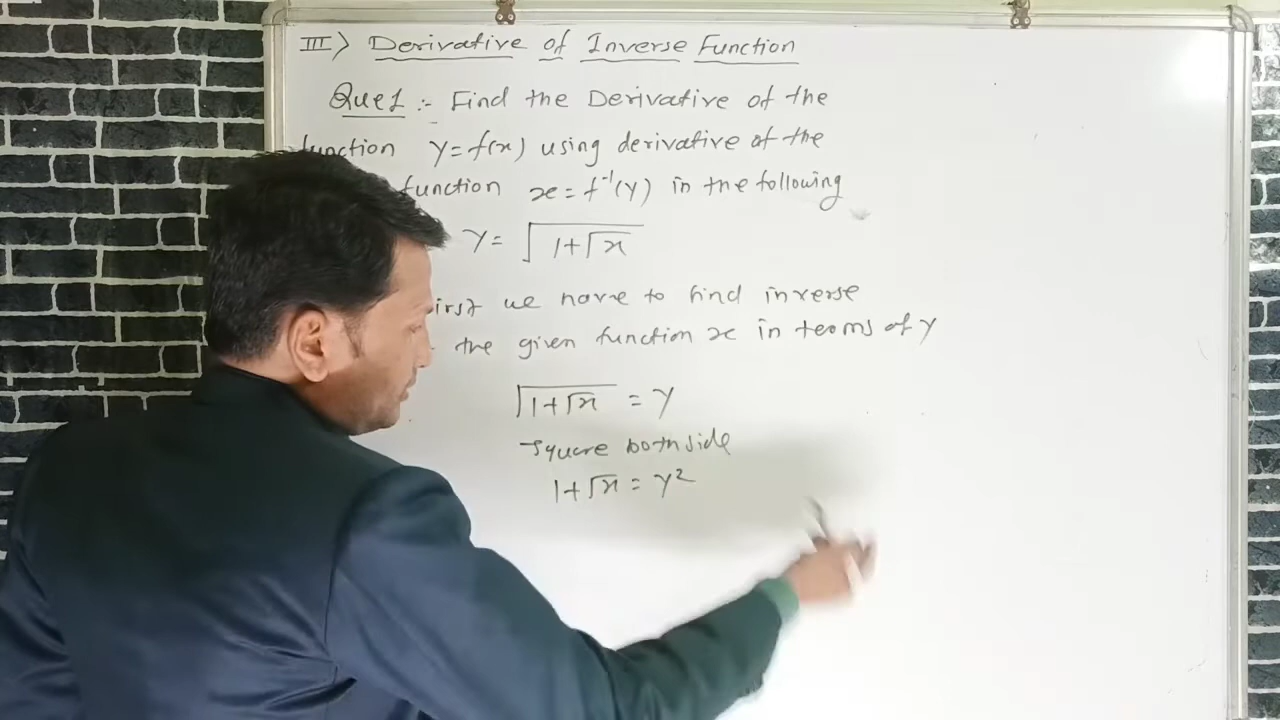 III) Derivative of Inverse Function
Que1 :- Find the Derivative of the
function y=f(x) using derivative of the
function x=f⁻¹(y) in the following
y= √(1+√x)
we have to find inverse
the given function x in terms of y
√(1+√x) = y
square both side
1+√x = y²